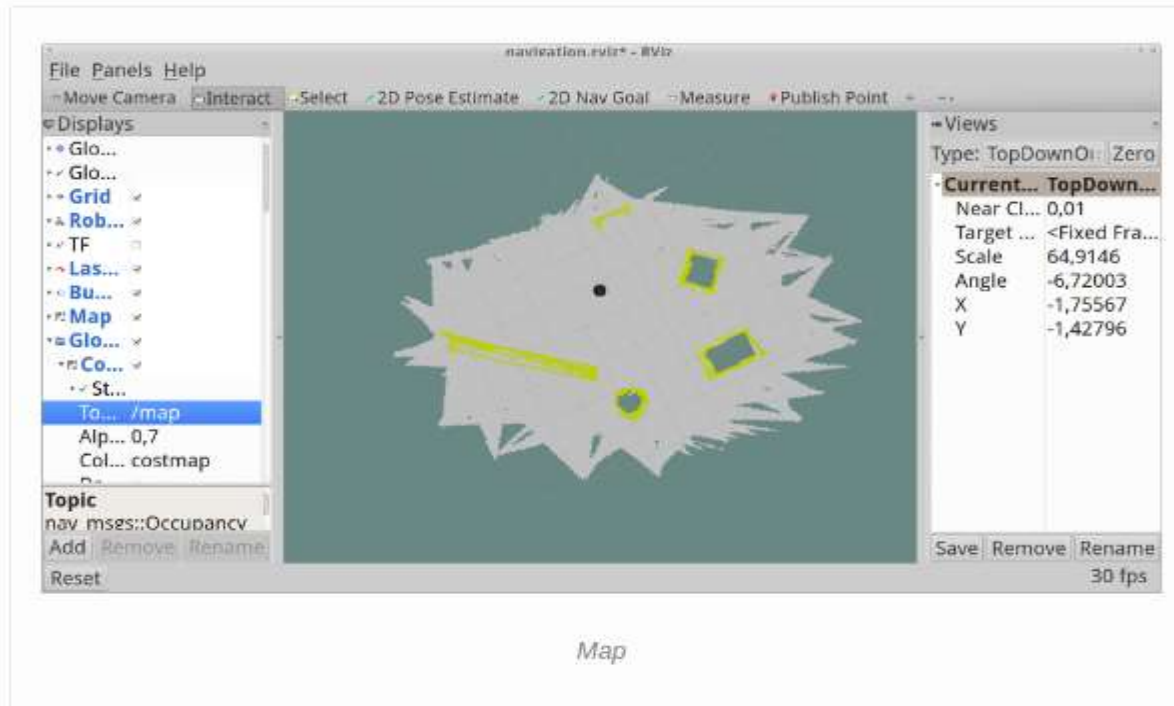 navigation.rviz* - RViz
File Panels Help
Move Camera Interact Select 2D Pose Estimate 2D Nav Goal Measure Publish Point
Displays
Glo...
Glo...
Grid
Rob...
TF
Las...
Bu...
Map
Glo...
Co...
St...
To... /map
Alp... 0,7
Col... costmap
Topic
nav_msgs::Occupancy
Add Remove Rename
Reset
Views
Type: TopDownOr Zero
Current... TopDown...
Near Cl... 0,01
Target ... <Fixed Fra...
Scale 64,9146
Angle -6,72003
X -1,75567
Y -1,42796
Save Remove Rename
30 fps
Map